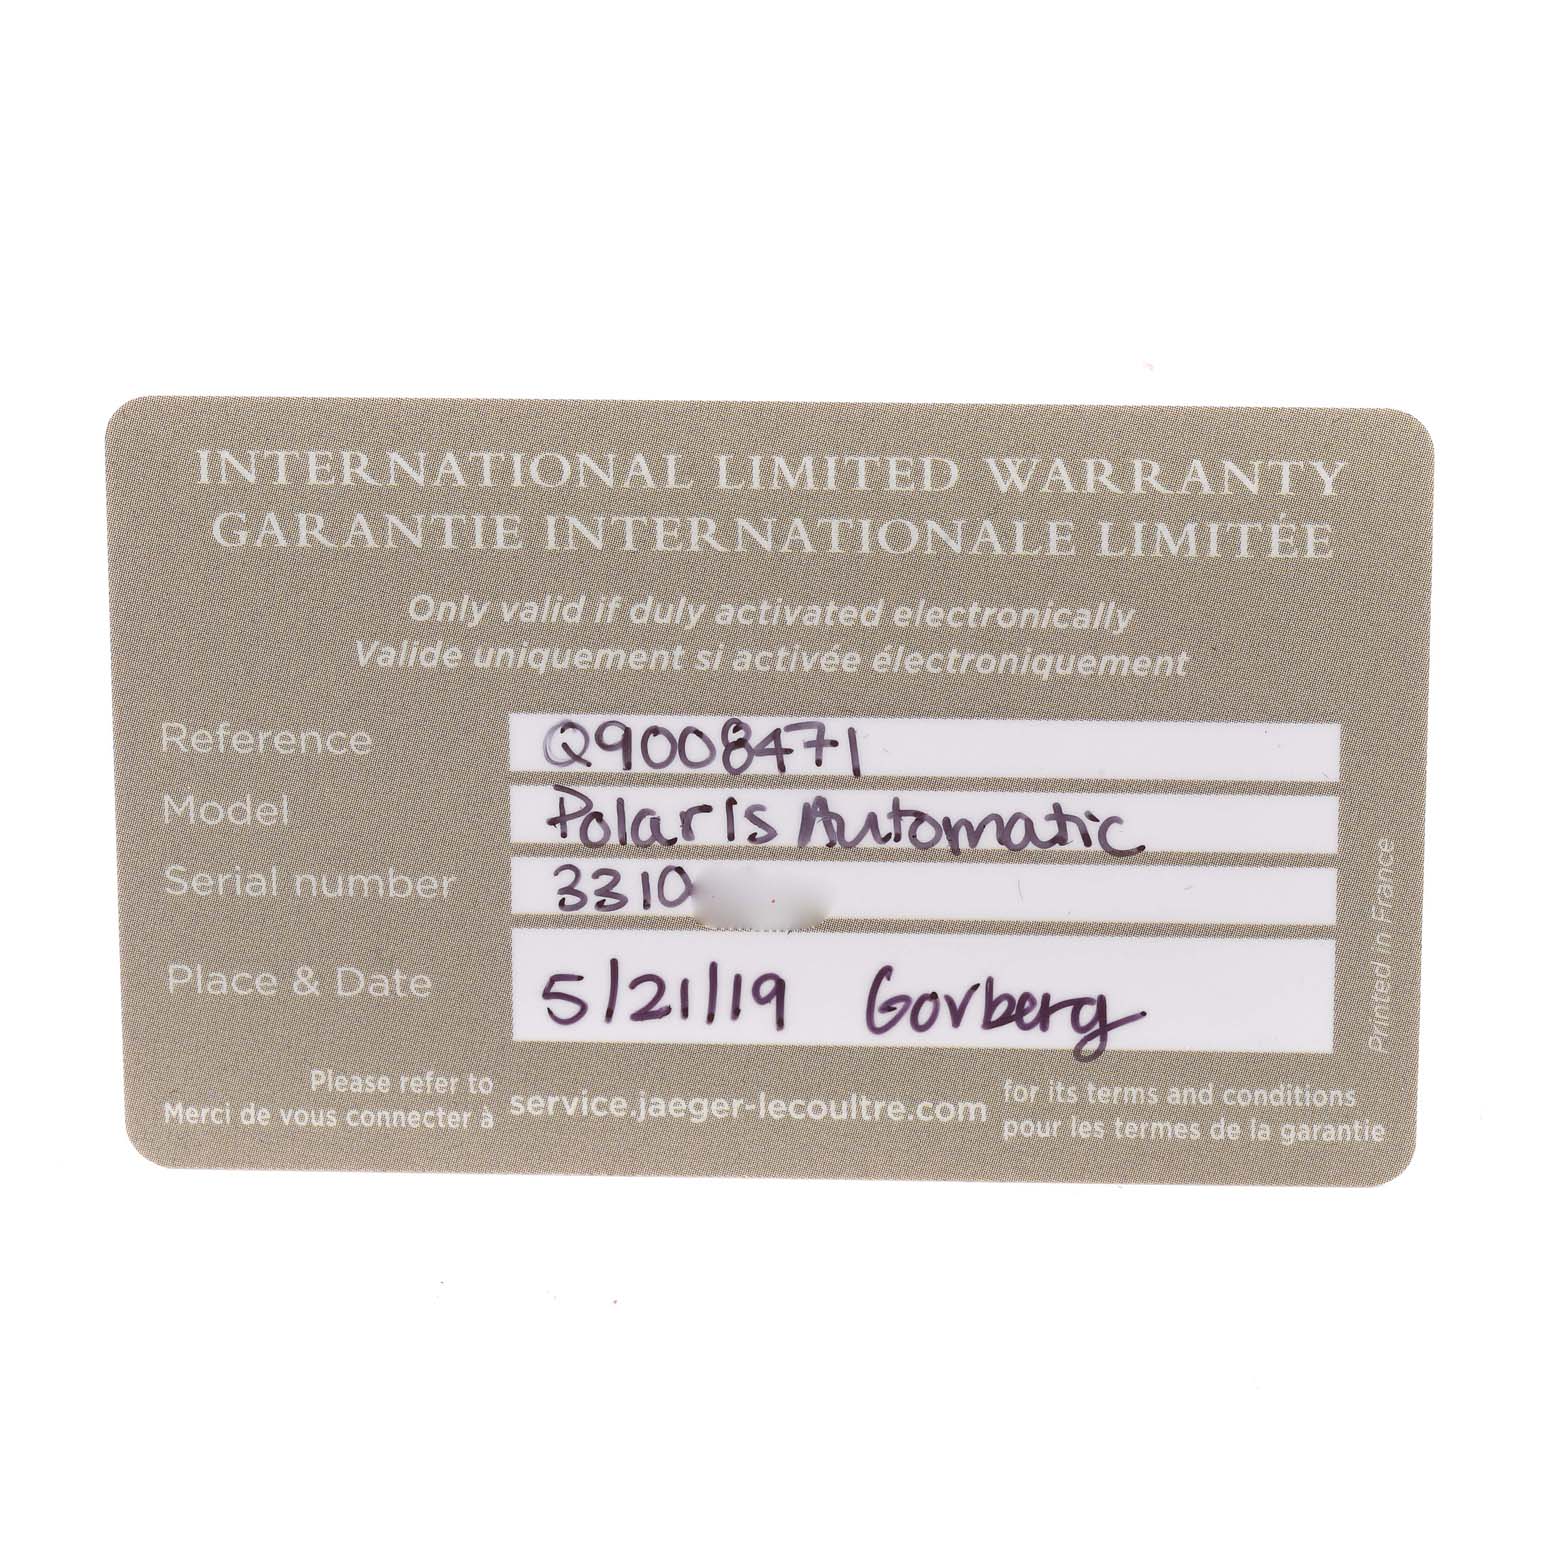 INTERNATIONAL LIMITED WARRANTY
GARANTIE INTERNATIONALE LIMITÉE
Only valid if duly activated electronically
Valide uniquement si activée électroniquement
Reference Q9008471
Model Polaris Automatic
Serial number 3310
Place & Date 5/21/19 Govberg
Printed in France
Please refer to
Merci de vous connecter à
service.jaeger-lecoultre.com
for its terms and conditions
pour les termes de la garantie